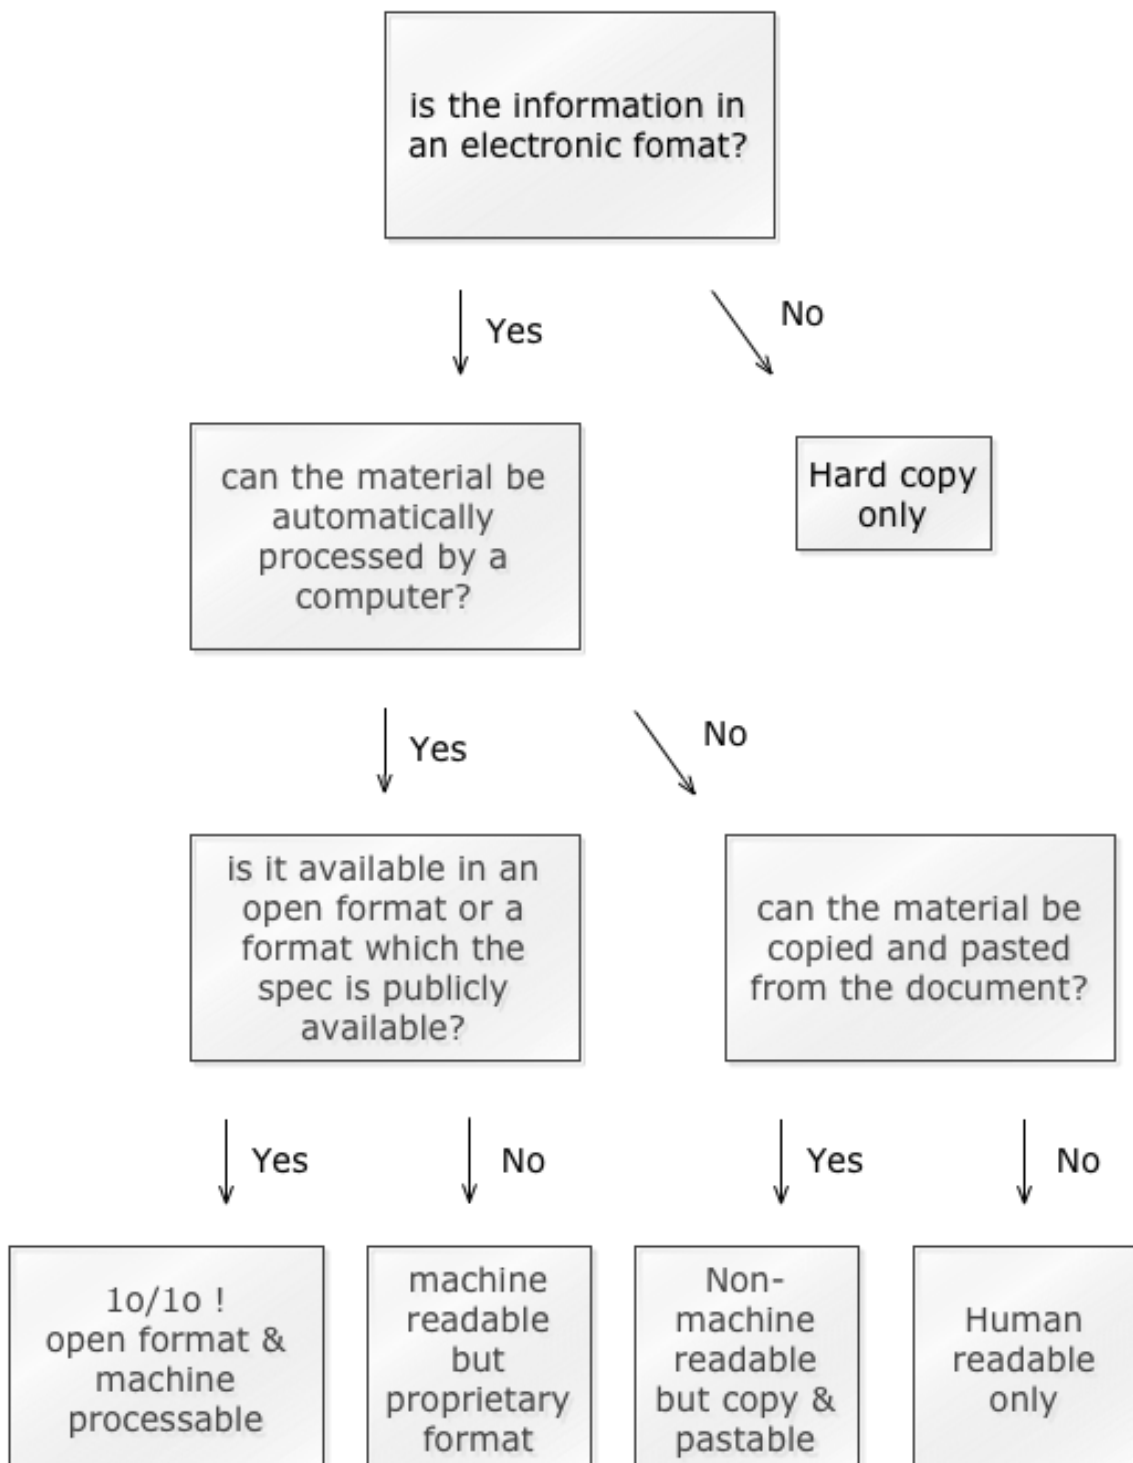 is the information in
an electronic fomat?
Yes
No
can the material be
automatically
processed by a
computer?
Hard copy
only
Yes
No
is it available in an
open format or a
format which the
spec is publicly
available?
can the material be
copied and pasted
from the document?
Yes
No
Yes
No
1o/1o !
open format &
machine
processable
machine
readable
but
proprietary
format
Non-
machine
readable
but copy &
pastable
Human
readable
only